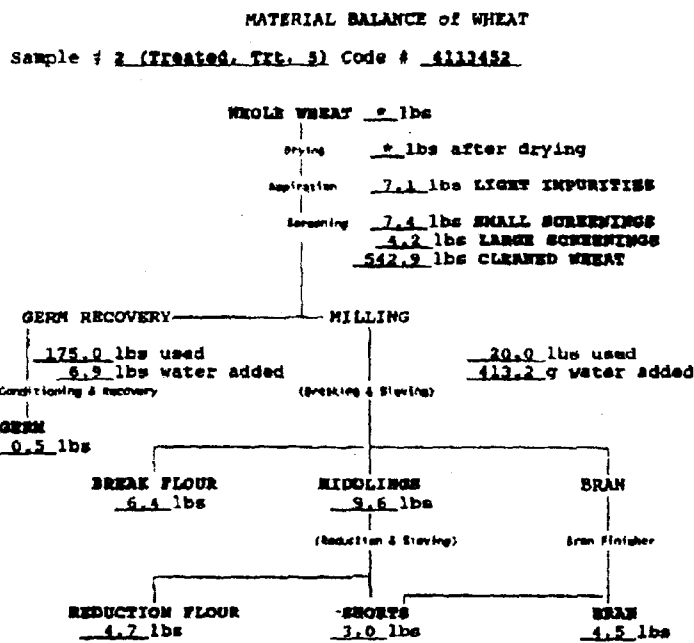 MATERIAL BALANCE of WHEAT
Sample # 2 (Treated, Trt. 5) Code # 4113452
WHOLE WHEAT * lbs
Drying * lbs after drying
Aspiration 7.1 lbs LIGHT IMPURITIES
Screening 7.4 lbs SMALL SCREENINGS
4.2 lbs LARGE SCREENINGS
542.9 lbs CLEANED WHEAT
GERM RECOVERY MILLING
175.0 lbs used 20.0 lbs used
6.9 lbs water added 413.2 g water added
Conditioning & Recovery (Breaking & Sieving)
GERM
0.5 lbs
BREAK FLOUR MIDDLINGS BRAN
6.4 lbs 9.6 lbs
(Reduction & Sieving) Bran Finisher
REDUCTION FLOUR SHORTS BRAN
4.7 lbs 3.0 lbs 4.5 lbs